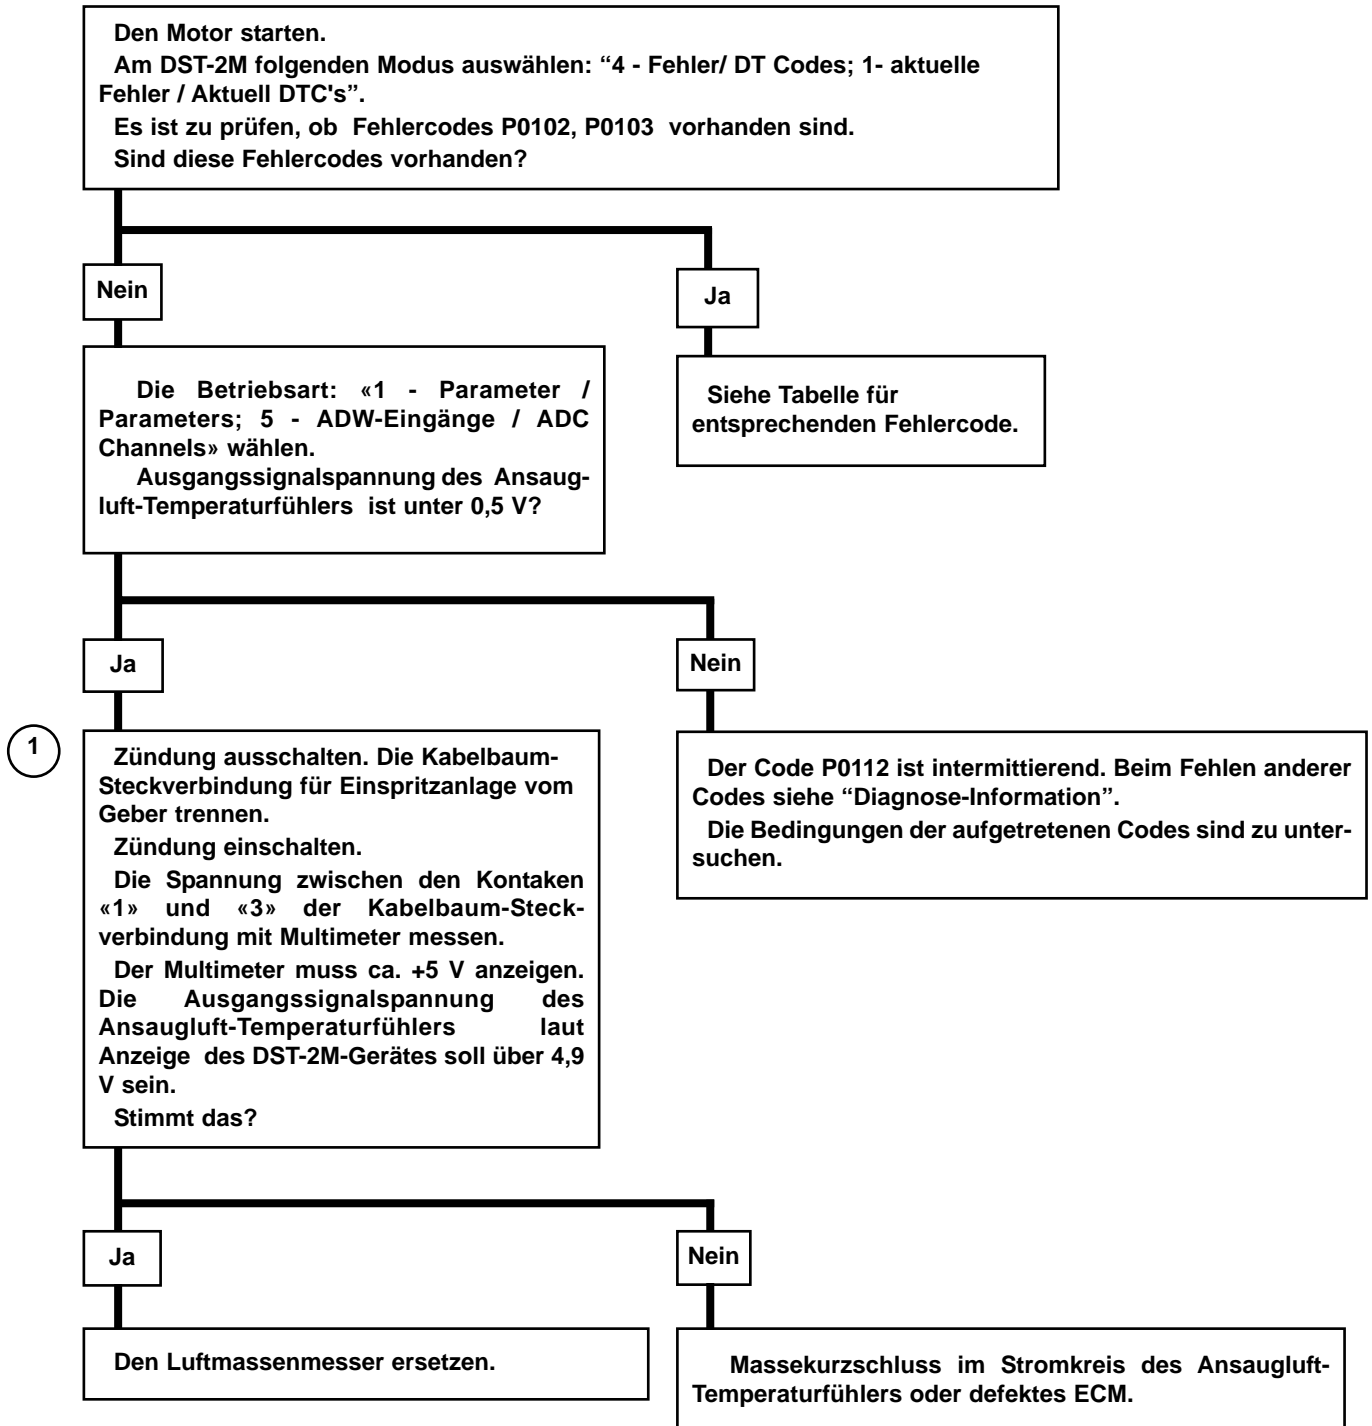 Den Motor starten.
Am DST-2M folgenden Modus auswählen: “4 - Fehler/ DT Codes; 1- aktuelle
Fehler / Aktuell DTC's”.
Es ist zu prüfen, ob Fehlercodes P0102, P0103 vorhanden sind.
Sind diese Fehlercodes vorhanden?
Nein
Ja
Die Betriebsart: «1 - Parameter /
Parameters; 5 - ADW-Eingänge / ADC
Channels» wählen.
Ausgangssignalspannung des Ansaug-
luft-Temperaturfühlers ist unter 0,5 V?
Siehe Tabelle für
entsprechenden Fehlercode.
Ja
Nein
1
Zündung ausschalten. Die Kabelbaum-
Steckverbindung für Einspritzanlage vom
Geber trennen.
Zündung einschalten.
Die Spannung zwischen den Kontaken
«1» und «3» der Kabelbaum-Steck-
verbindung mit Multimeter messen.
Der Multimeter muss ca. +5 V anzeigen.
Die Ausgangssignalspannung des
Ansaugluft-Temperaturfühlers laut
Anzeige des DST-2M-Gerätes soll über 4,9
V sein.
Stimmt das?
Der Code P0112 ist intermittierend. Beim Fehlen anderer
Codes siehe “Diagnose-Information”.
Die Bedingungen der aufgetretenen Codes sind zu unter-
suchen.
Ja
Nein
Den Luftmassenmesser ersetzen.
Massekurzschluss im Stromkreis des Ansaugluft-
Temperaturfühlers oder defektes ECM.